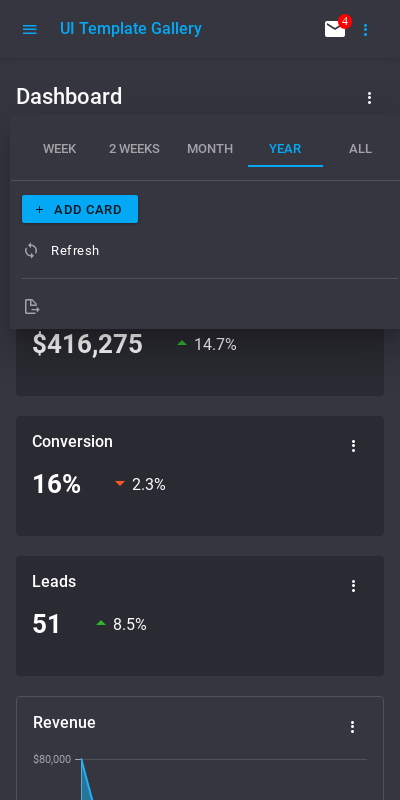 UI Template Gallery
4
Dashboard
WEEK 2 WEEKS MONTH YEAR ALL
+ ADD CARD
Refresh
$416,275 14.7%
Conversion
16% 2.3%
Leads
51 8.5%
Revenue
$80,000